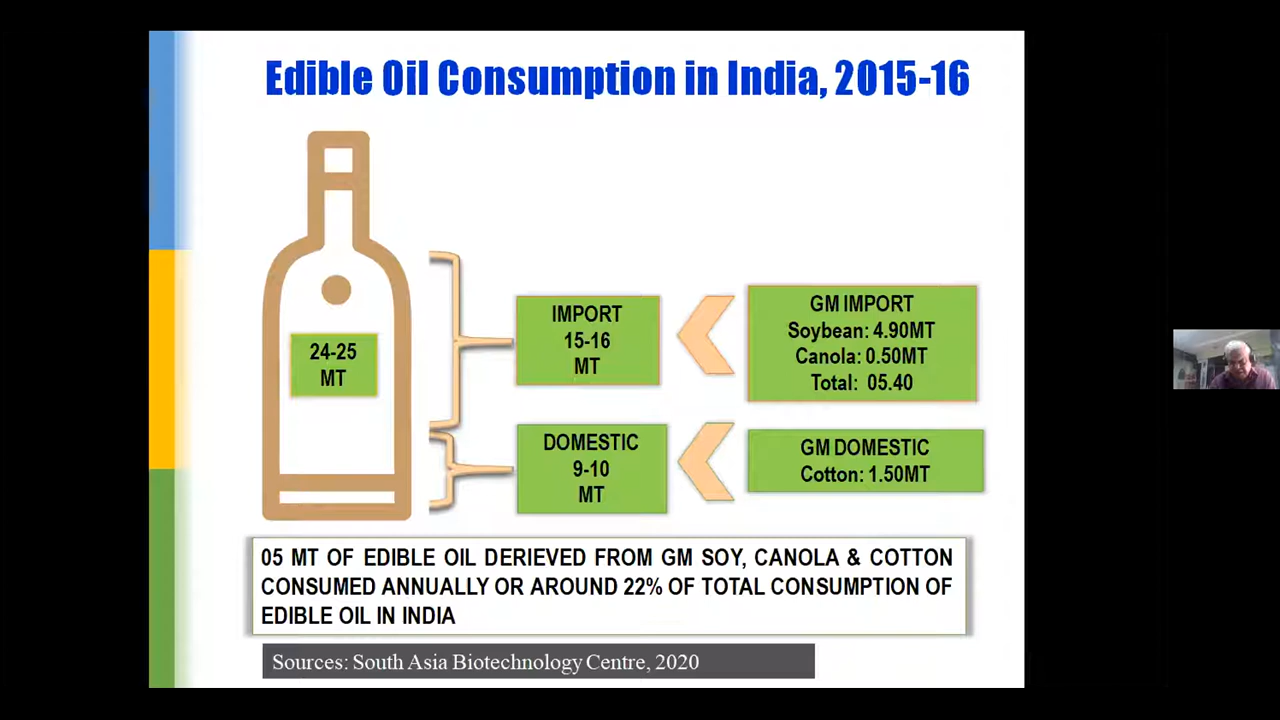 Edible Oil Consumption in India, 2015-16
24-25
MT
IMPORT
15-16
MT
GM IMPORT
Soybean: 4.90MT
Canola: 0.50MT
Total: 05.40
DOMESTIC
9-10
MT
GM DOMESTIC
Cotton: 1.50MT
05 MT OF EDIBLE OIL DERIEVED FROM GM SOY, CANOLA & COTTON
CONSUMED ANNUALLY OR AROUND 22% OF TOTAL CONSUMPTION OF
EDIBLE OIL IN INDIA
Sources: South Asia Biotechnology Centre, 2020